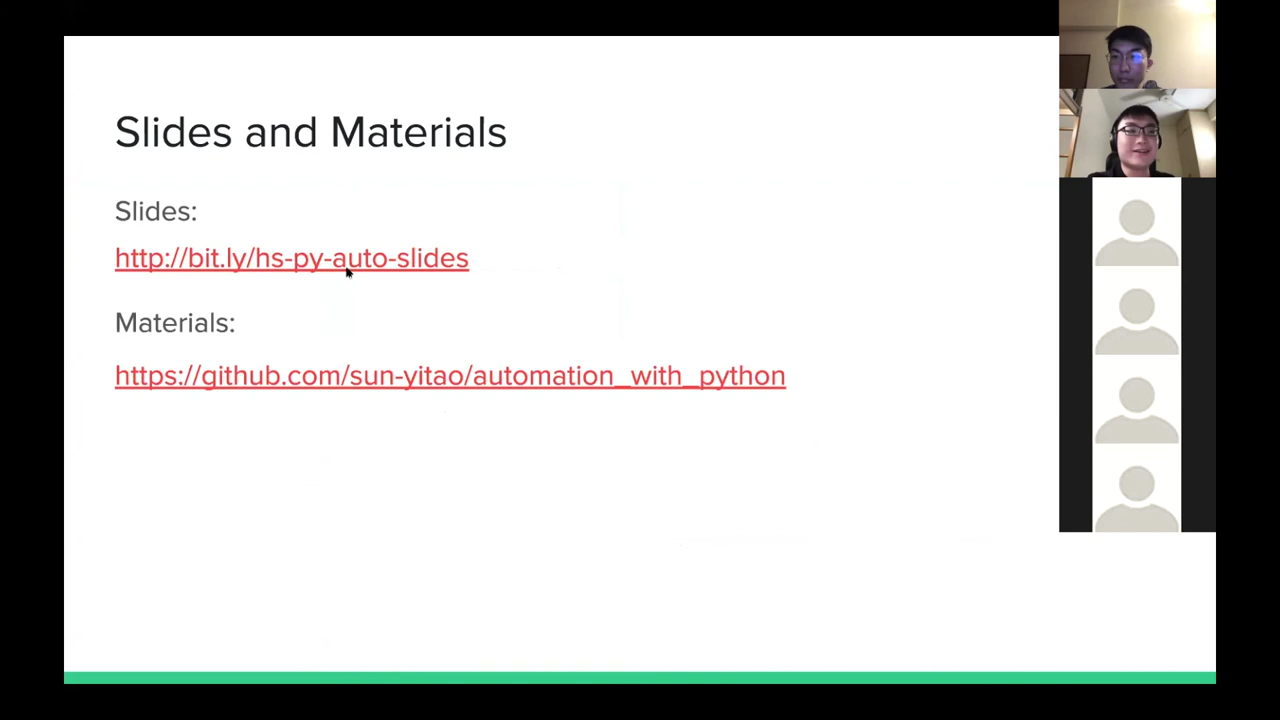 Slides and Materials
Slides:
http://bit.ly/hs-py-auto-slides
Materials:
https://github.com/sun-yitao/automation_with_python